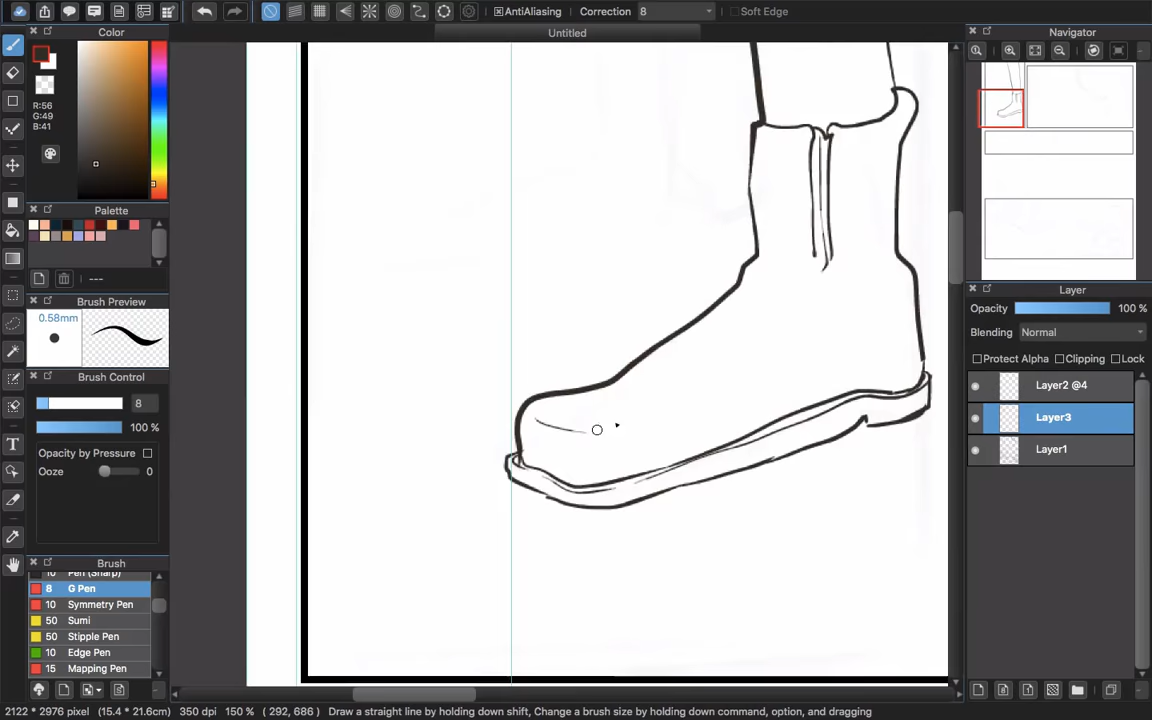 AntiAliasing Correction 8 Soft Edge
Color
Untitled
Navigator
R:56
G:49
B:41
Palette
---
Brush Preview
0.58mm
Brush Control
8
100 %
Opacity by Pressure
Ooze 0
Brush
10 Pen (Sharp)
8 G Pen
10 Symmetry Pen
50 Sumi
50 Stipple Pen
10 Edge Pen
15 Mapping Pen
Layer
Opacity 100 %
Blending Normal
Protect Alpha Clipping Lock
Layer2 @4
Layer3
Layer1
2122 * 2976 pixel (15.4 * 21.6cm) 350 dpi 150 % ( 292, 686 ) Draw a straight line by holding down shift, Change a brush size by holding down command, option, and dragging